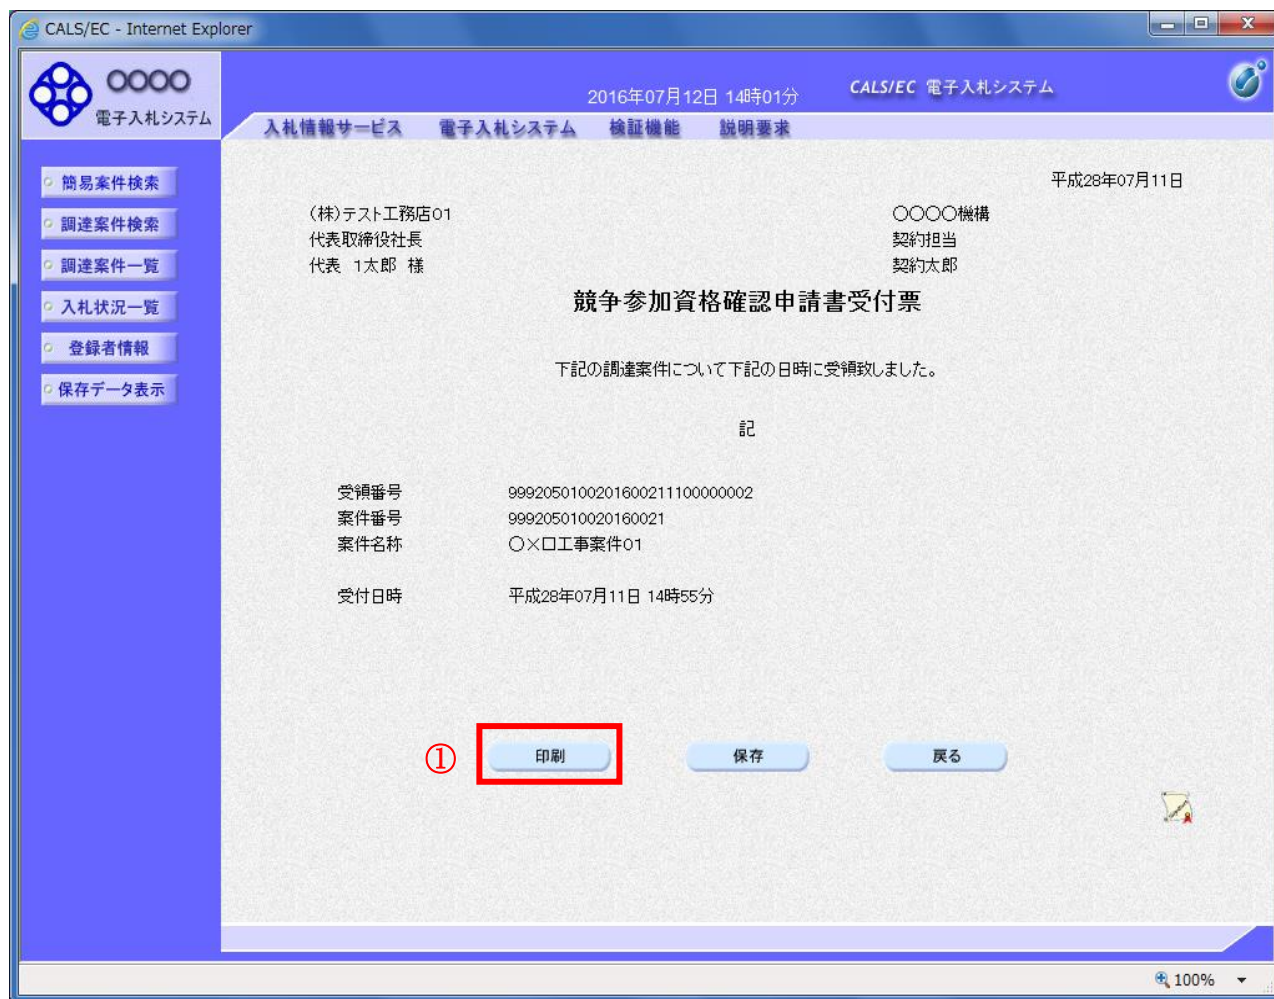 CALS/EC - Internet Explorer
〇〇〇〇
電子入札システム
2016年07月12日 14時01分
CALS/EC 電子入札システム
入札情報サービス 電子入札システム 検証機能 説明要求
簡易案件検索
調達案件検索
調達案件一覧
入札状況一覧
登録者情報
保存データ表示
平成28年07月11日
(株)テスト工務店01
代表取締役社長
代表 1太郎 様
〇〇〇〇機構
契約担当
契約太郎
競争参加資格確認申請書受付票
下記の調達案件について下記の日時に受領致しました。
記
受領番号 9992050100201600211100000002
案件番号 999205010020160021
案件名称 〇×口工事案件01
受付日時 平成28年07月11日 14時55分
①
印刷 保存 戻る
100%